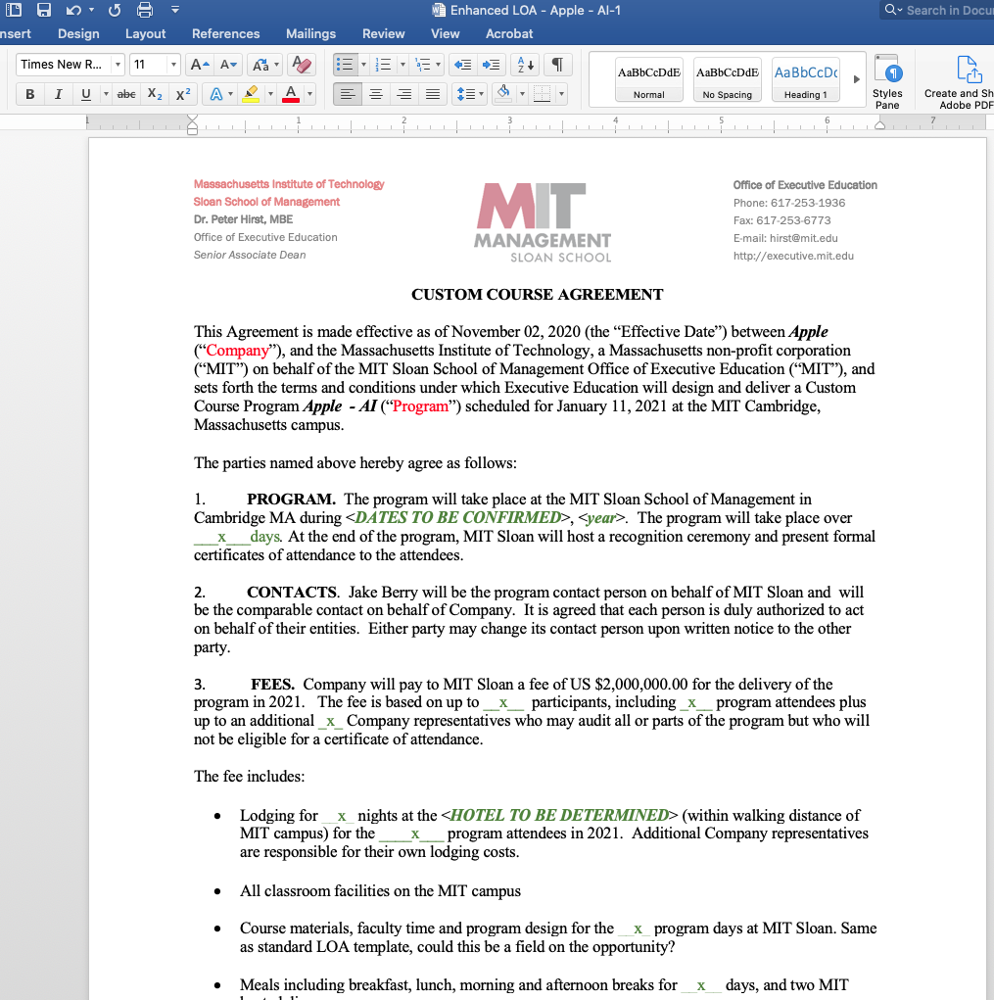 Enhanced LOA - Apple - AI-1
Search in Docu
nsert Design Layout References Mailings Review View Acrobat
Times New R... 11
AaBbCcDdE AaBbCcDdE AaBbCcDc
Normal No Spacing Heading 1
Styles Pane
Create and Sh
Adobe PDF
1 1 2 3 4 5 6 7
Massachusetts Institute of Technology
Sloan School of Management
Dr. Peter Hirst, MBE
Office of Executive Education
Senior Associate Dean
MIT
MANAGEMENT
SLOAN SCHOOL
Office of Executive Education
Phone: 617-253-1936
Fax: 617-253-6773
E-mail: hirst@mit.edu
http://executive.mit.edu
CUSTOM COURSE AGREEMENT
This Agreement is made effective as of November 02, 2020 (the “Effective Date”) between Apple
(“Company”), and the Massachusetts Institute of Technology, a Massachusetts non-profit corporation
(“MIT”) on behalf of the MIT Sloan School of Management Office of Executive Education (“MIT”), and
sets forth the terms and conditions under which Executive Education will design and deliver a Custom
Course Program Apple - AI (“Program”) scheduled for January 11, 2021 at the MIT Cambridge,
Massachusetts campus.
The parties named above hereby agree as follows:
1. PROGRAM. The program will take place at the MIT Sloan School of Management in
Cambridge MA during <DATES TO BE CONFIRMED>, <year>. The program will take place over
___x___days. At the end of the program, MIT Sloan will host a recognition ceremony and present formal
certificates of attendance to the attendees.
2. CONTACTS. Jake Berry will be the program contact person on behalf of MIT Sloan and will
be the comparable contact on behalf of Company. It is agreed that each person is duly authorized to act
on behalf of their entities. Either party may change its contact person upon written notice to the other
party.
3. FEES. Company will pay to MIT Sloan a fee of US $2,000,000.00 for the delivery of the
program in 2021. The fee is based on up to __x__ participants, including _x__ program attendees plus
up to an additional _x_ Company representatives who may audit all or parts of the program but who will
not be eligible for a certificate of attendance.
The fee includes:
• Lodging for __x_ nights at the <HOTEL TO BE DETERMINED> (within walking distance of
MIT campus) for the ____x___ program attendees in 2021. Additional Company representatives
are responsible for their own lodging costs.
• All classroom facilities on the MIT campus
• Course materials, faculty time and program design for the __x_ program days at MIT Sloan. Same
as standard LOA template, could this be a field on the opportunity?
• Meals including breakfast, lunch, morning and afternoon breaks for __x__ days, and two MIT